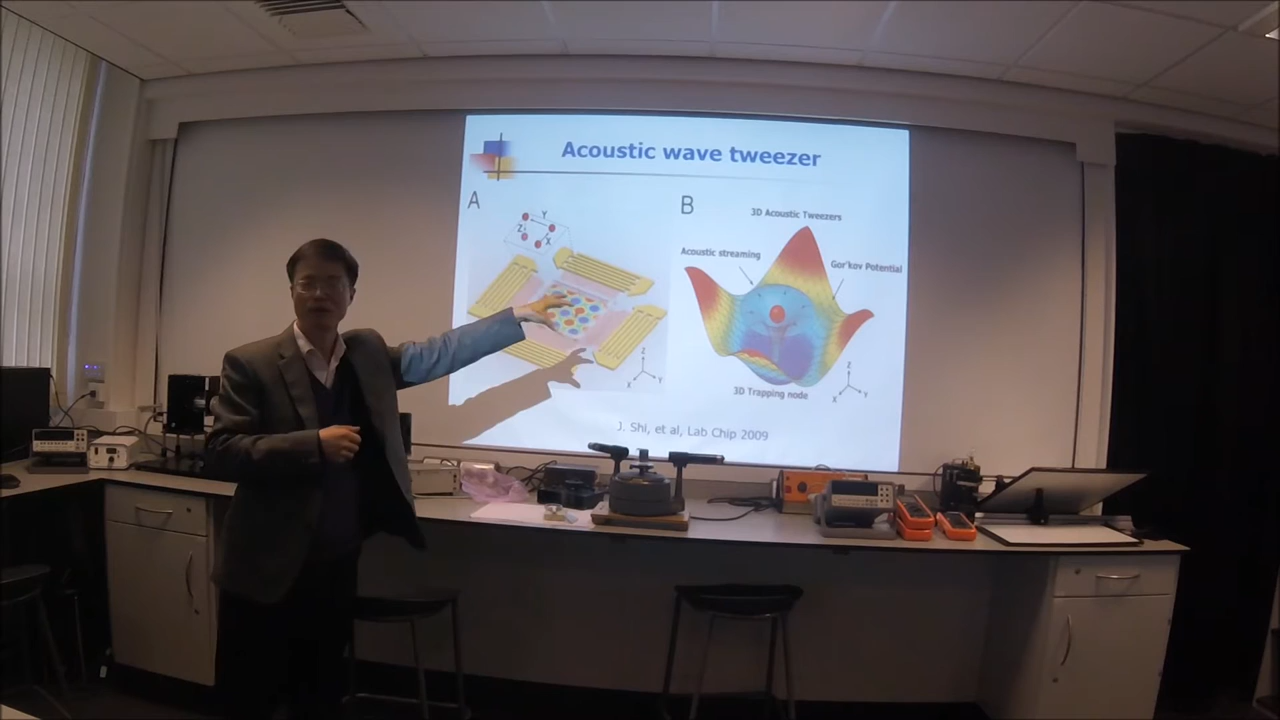 Acoustic wave tweezer
A
Y
Z
X
Z
X
Y
B
3D Acoustic Tweezers
Acoustic streaming
Gor'kov Potential
3D Trapping node
Z
X
Y
J. Shi, et al, Lab Chip 2009